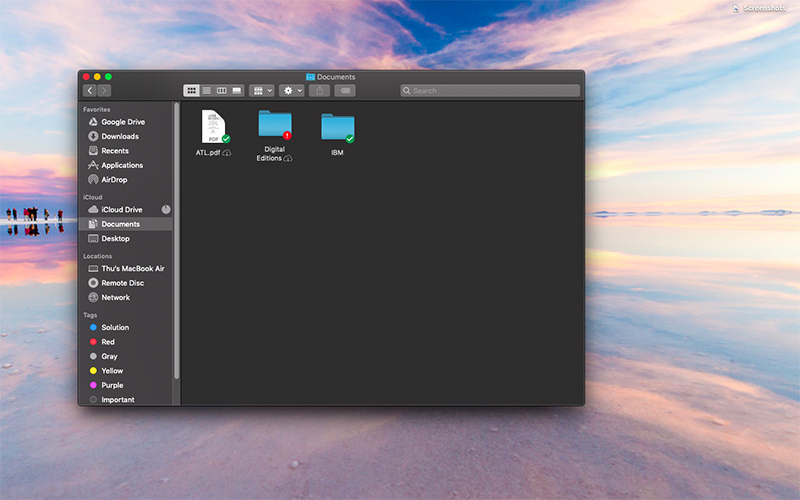 Screenshots
Documents
Search
Favorites
Google Drive
Downloads
Recents
Applications
AirDrop
iCloud
iCloud Drive
Documents
Desktop
Locations
Thu's MacBook Air
Remote Disc
Network
Tags
Solution
Red
Gray
Yellow
Purple
Important
PDF
ATL.pdf
Digital
Editions
IBM